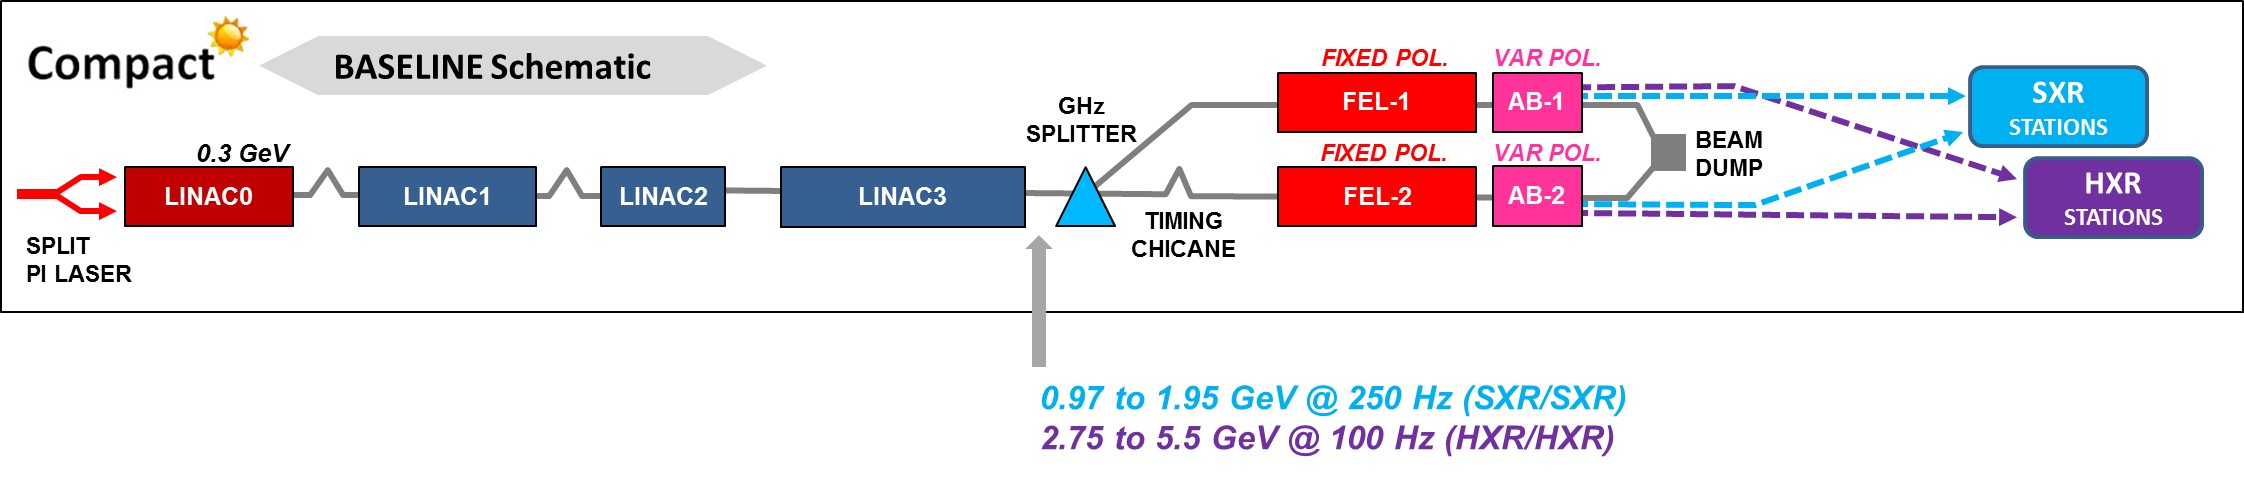 Compact
BASELINE Schematic
FIXED POL.
VAR POL.
GHz
SPLITTER
FEL-1
AB-1
SXR
STATIONS
0.3 GeV
FIXED POL.
VAR POL.
BEAM
DUMP
LINAC0
LINAC1
LINAC2
LINAC3
FEL-2
AB-2
HXR
STATIONS
SPLIT
PI LASER
TIMING
CHICANE
0.97 to 1.95 GeV @ 250 Hz (SXR/SXR)
2.75 to 5.5 GeV @ 100 Hz (HXR/HXR)